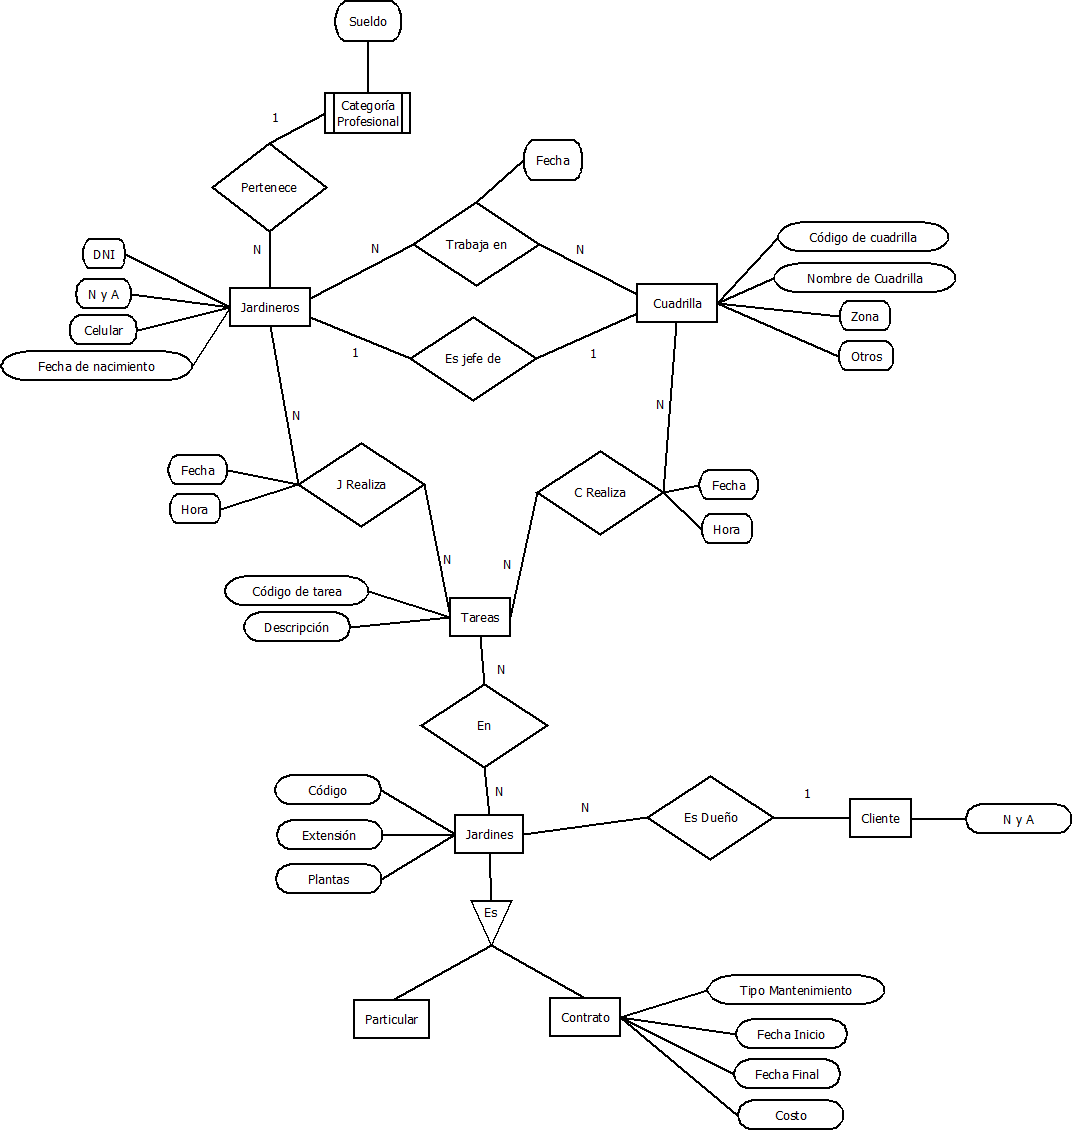 Sueldo
Categoría
Profesional
1
Fecha
Pertenece
Código de cuadrilla
N
N
N
Trabaja en
DNI
Nombre de Cuadrilla
N y A
Jardineros
Cuadrilla
Zona
Celular
1
1
Otros
Es jefe de
Fecha de nacimiento
N
N
Fecha
J Realiza
C Realiza
Fecha
Hora
Hora
N
N
Código de tarea
Tareas
Descripción
N
En
N
Código
N
1
Es Dueño
Cliente
N y A
Extensión
Jardines
Plantas
Es
Tipo Mantenimiento
Particular
Contrato
Fecha Inicio
Fecha Final
Costo